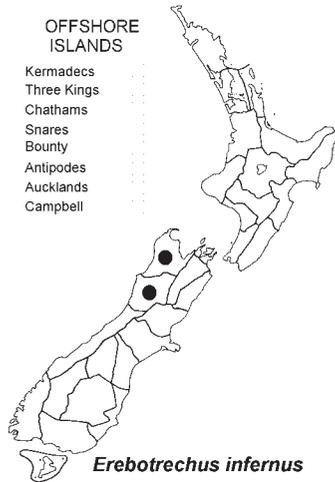 OFFSHORE
ISLANDS
Kermadecs
Three Kings
Chathams
Snares
Bounty
Antipodes
Aucklands
Campbell
Erebotrechus infernus